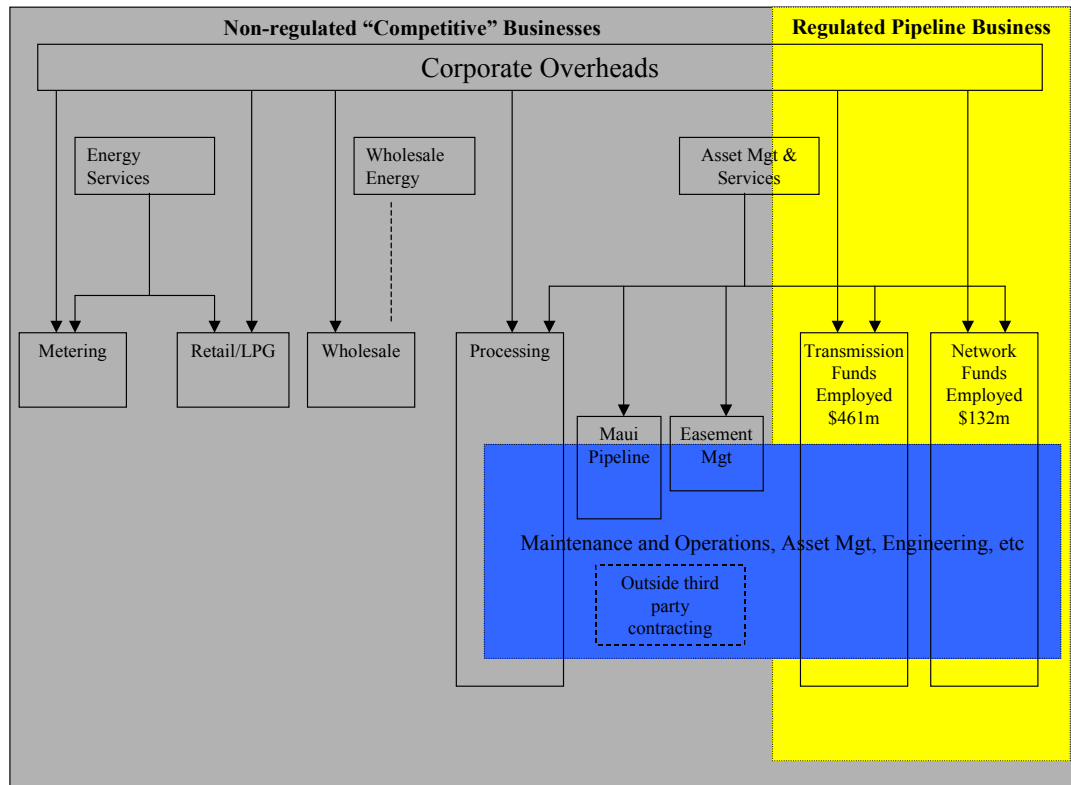 Non-regulated “Competitive” Businesses
Regulated Pipeline Business
Corporate Overheads
Energy
Services
Wholesale
Energy
Asset Mgt &
Services
Metering
Retail/LPG
Wholesale
Processing
Transmission
Funds
Employed
$461m
Network
Funds
Employed
$132m
Maui
Pipeline
Easement
Mgt
Maintenance and Operations, Asset Mgt, Engineering, etc
Outside third
party
contracting